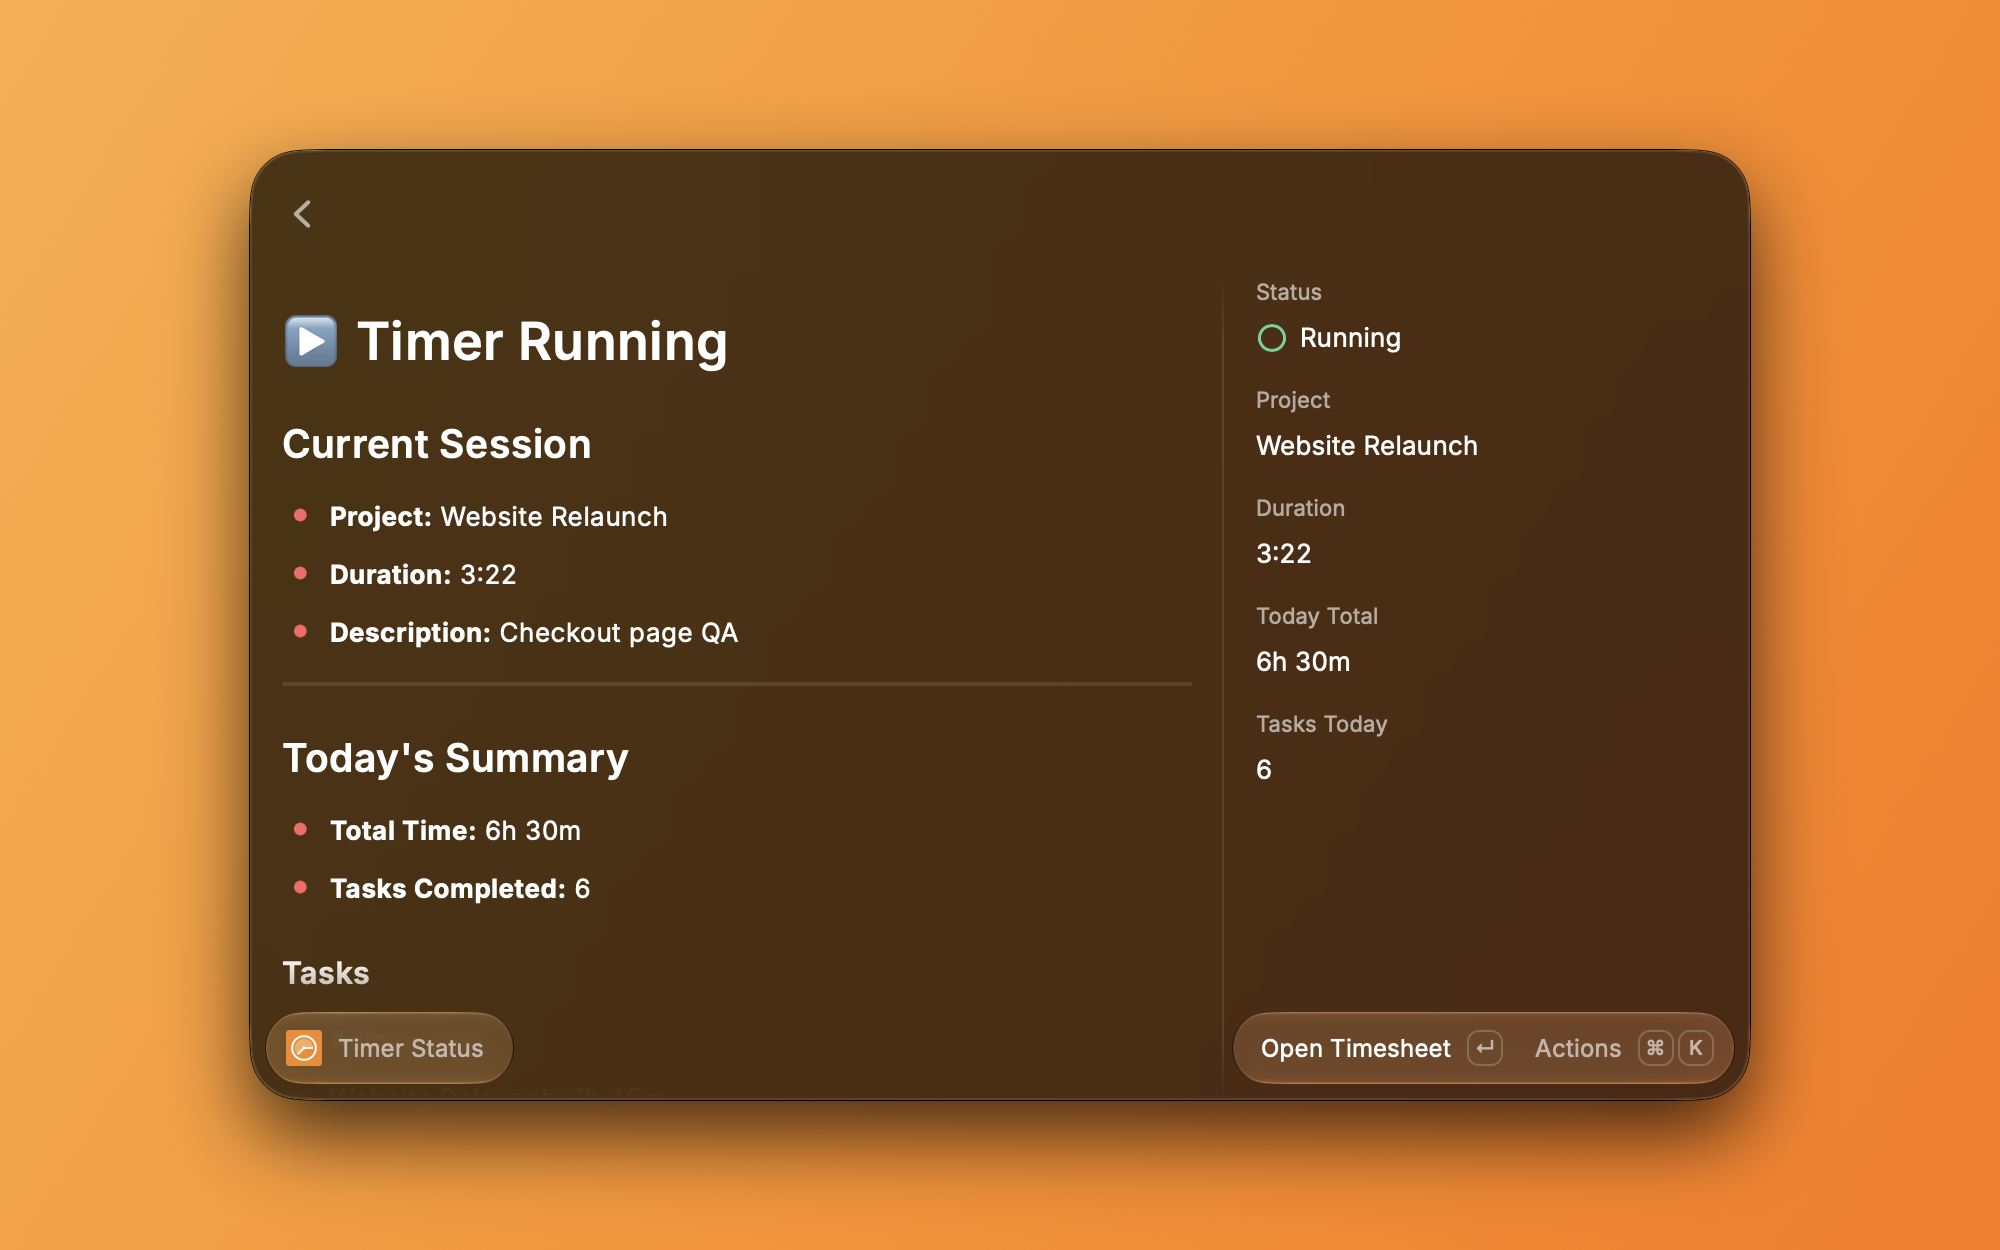 Timer Running
Current Session
Project: Website Relaunch
Duration: 3:22
Description: Checkout page QA
Today's Summary
Total Time: 6h 30m
Tasks Completed: 6
Tasks
Status
Running
Project
Website Relaunch
Duration
3:22
Today Total
6h 30m
Tasks Today
6
Timer Status
Open Timesheet ↵ Actions ⌘ K